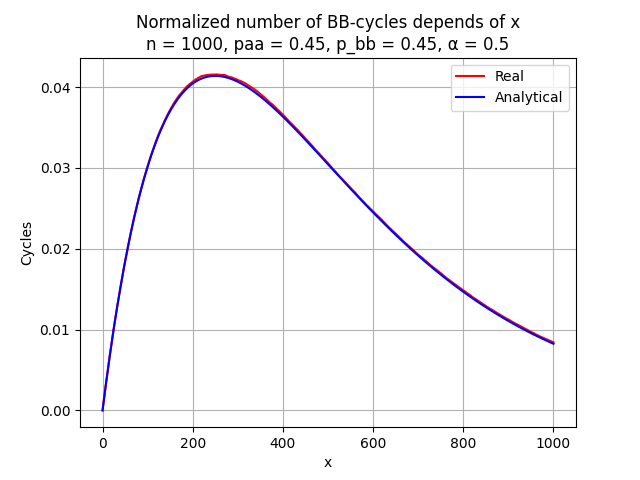 Normalized number of BB-cycles depends of x
n = 1000, paa = 0.45, p_bb = 0.45, α = 0.5
Real
Analytical
0.04
0.03
0.02
0.01
0.00
Cycles
0
200
400
600
800
1000
x